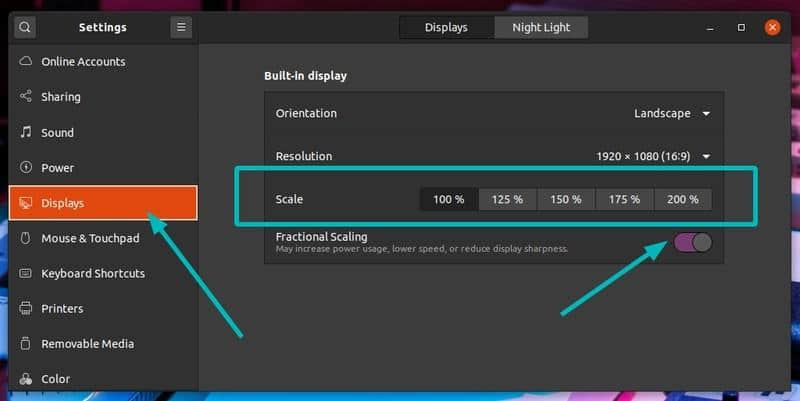 Settings
Displays Night Light
Online Accounts
Sharing
Sound
Power
Displays
Mouse & Touchpad
Keyboard Shortcuts
Printers
Removable Media
Color
Built-in display
Orientation Landscape
Resolution 1920 × 1080 (16:9)
Scale 100 % 125 % 150 % 175 % 200 %
Fractional Scaling
May increase power usage, lower speed, or reduce display sharpness.